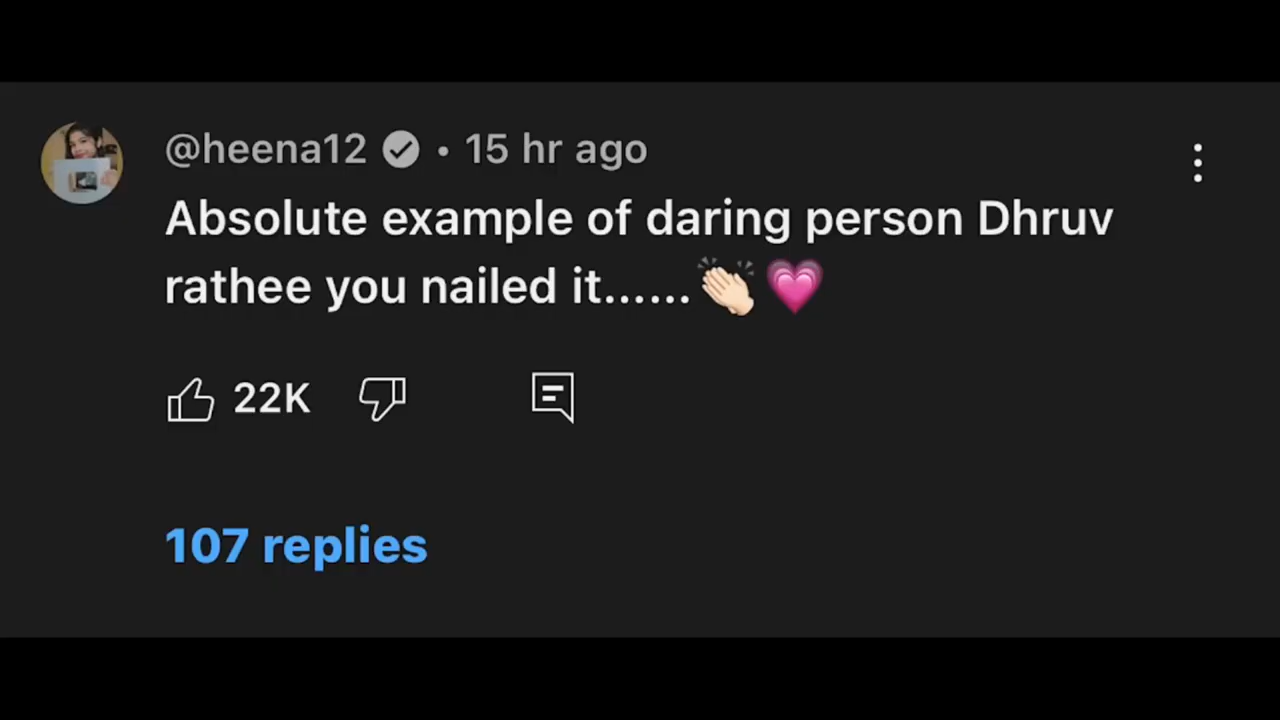 @heena12 • 15 hr ago
Absolute example of daring person Dhruv
rathee you nailed it......👏🏻💗
22K
107 replies